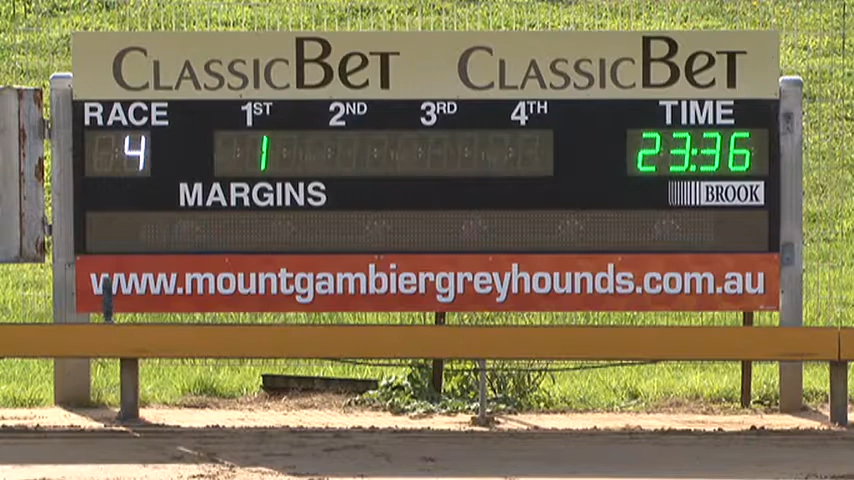 CLASSICBET CLASSICBET
RACE 1ST 2ND 3RD 4TH TIME
4 1 23:36
MARGINS BROOK
www.mountgambiergreyhounds.com.au